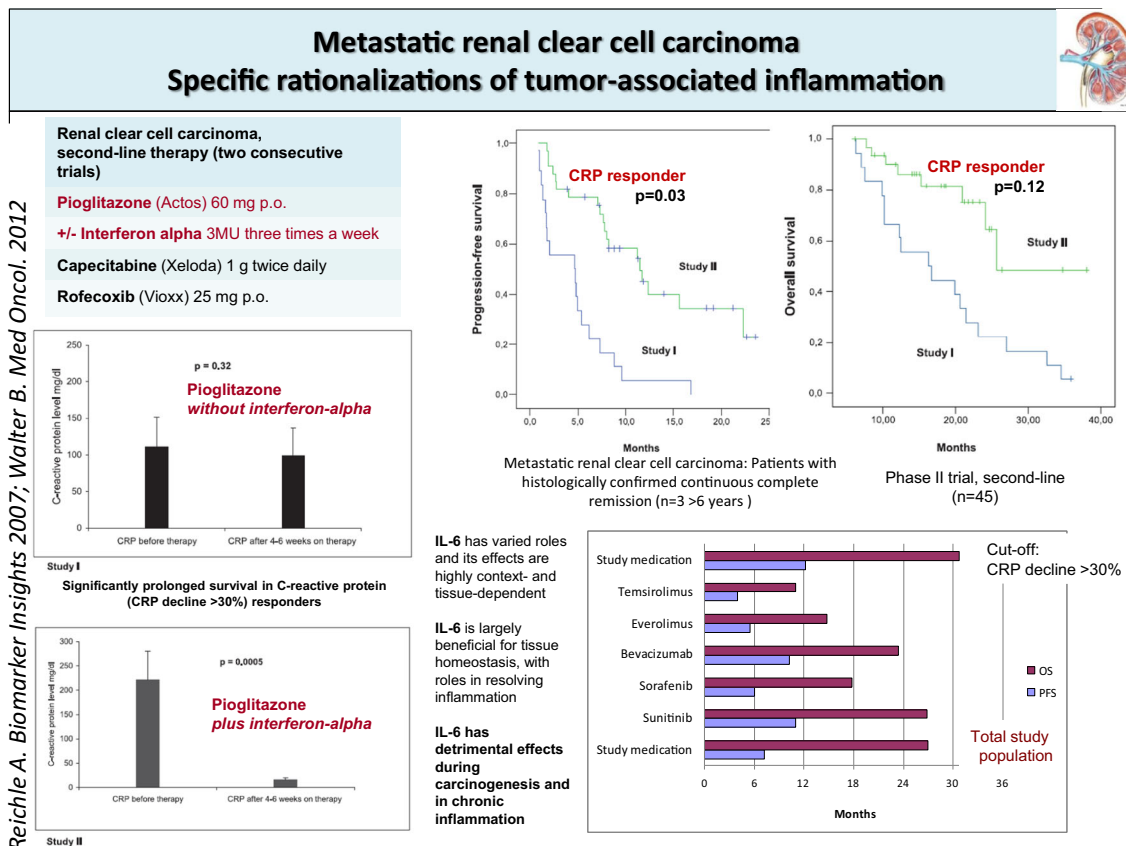 Metastatic renal clear cell carcinoma
Specific rationalizations of tumor-associated inflammation
Reichle A. Biomarker Insights 2007; Walter B. Med Oncol. 2012
Renal clear cell carcinoma,
second-line therapy (two consecutive
trials)
Pioglitazone (Actos) 60 mg p.o.
+/- Interferon alpha 3MU three times a week
Capecitabine (Xeloda) 1 g twice daily
Rofecoxib (Vioxx) 25 mg p.o.
C-reactive protein level mg/dl
250
200
150
100
50
0
p = 0,32
Pioglitazone
without interferon-alpha
CRP before therapy
CRP after 4-6 weeks on therapy
Study I
Significantly prolonged survival in C-reactive protein
(CRP decline >30%) responders
C-reactive protein level mg/dl
300
250
200
150
100
50
0
p = 0,0005
Pioglitazone
plus interferon-alpha
CRP before therapy
CRP after 4-6 weeks on therapy
Study II
Progression-free survival
1,0
0,8
0,6
0,4
0,2
0,0
CRP responder
p=0.03
Study II
Study I
0,0
5,0
10,0
15,0
20,0
25
Months
Metastatic renal clear cell carcinoma: Patients with
histologically confirmed continuous complete
remission (n=3 >6 years )
Overall survival
1,0
0,8
0,6
0,4
0,2
0,0
CRP responder
p=0.12
Study II
Study I
10,00
20,00
30,00
40,00
Months
Phase II trial, second-line
(n=45)
IL-6 has varied roles
and its effects are
highly context- and
tissue-dependent
IL-6 is largely
beneficial for tissue
homeostasis, with
roles in resolving
inflammation
IL-6 has
detrimental effects
during
carcinogenesis and
in chronic
inflammation
Study medication
Temsirolimus
Everolimus
Bevacizumab
Sorafenib
Sunitinib
Study medication
0
6
12
18
24
30
36
Months
Cut-off:
CRP decline >30%
OS
PFS
Total study
population